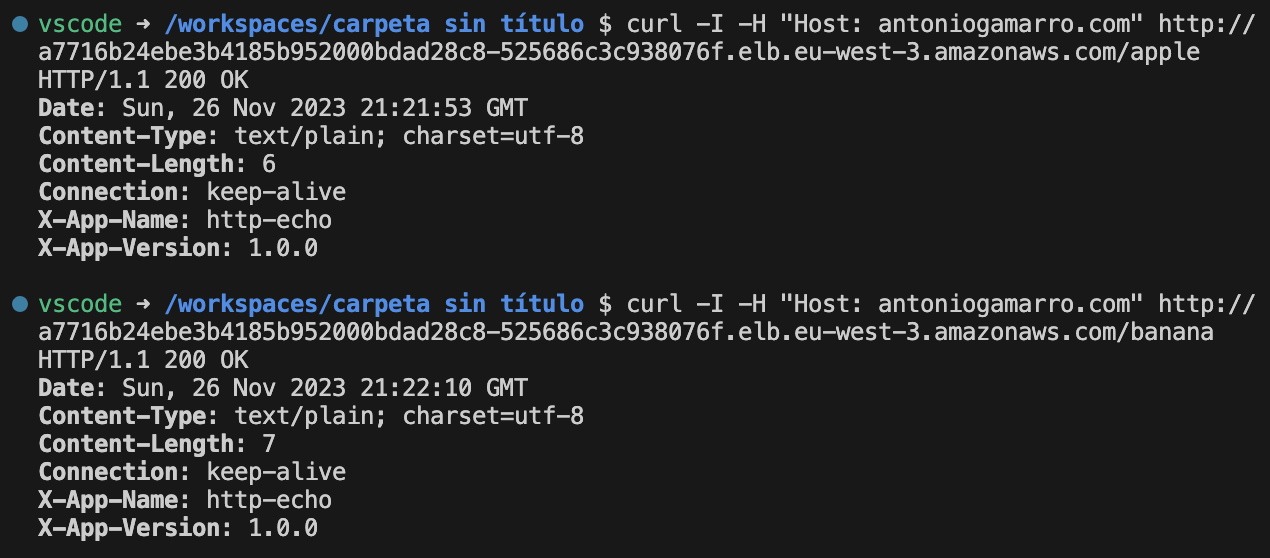 vscode → /workspaces/carpeta sin título $ curl -I -H "Host: antoniogamarro.com" http://
a7716b24ebe3b4185b952000bdad28c8-525686c3c938076f.elb.eu-west-3.amazonaws.com/apple
HTTP/1.1 200 OK
Date: Sun, 26 Nov 2023 21:21:53 GMT
Content-Type: text/plain; charset=utf-8
Content-Length: 6
Connection: keep-alive
X-App-Name: http-echo
X-App-Version: 1.0.0
vscode → /workspaces/carpeta sin título $ curl -I -H "Host: antoniogamarro.com" http://
a7716b24ebe3b4185b952000bdad28c8-525686c3c938076f.elb.eu-west-3.amazonaws.com/banana
HTTP/1.1 200 OK
Date: Sun, 26 Nov 2023 21:22:10 GMT
Content-Type: text/plain; charset=utf-8
Content-Length: 7
Connection: keep-alive
X-App-Name: http-echo
X-App-Version: 1.0.0